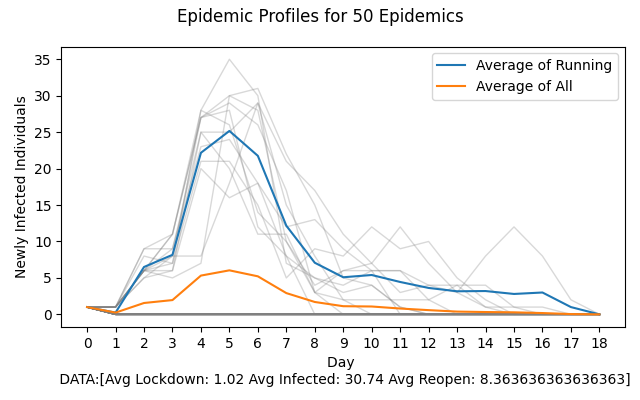 Epidemic Profiles for 50 Epidemics
Newly Infected Individuals
35
30
25
20
15
10
5
0
Average of Running
Average of All
0 1 2 3 4 5 6 7 8 9 10 11 12 13 14 15 16 17 18
Day
DATA:[Avg Lockdown: 1.02 Avg Infected: 30.74 Avg Reopen: 8.363636363636363]